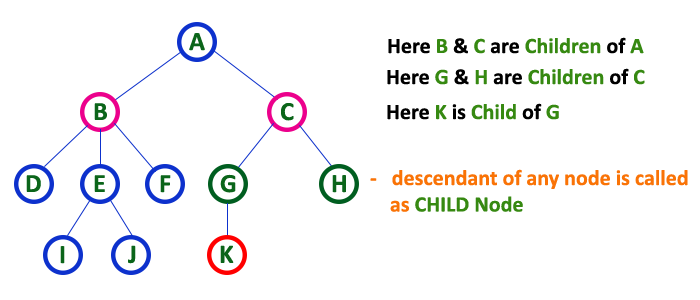 A
Here B & C are Children of A
Here G & H are Children of C
B
C
Here K is Child of G
D
E
F
G
H
- descendant of any node is called
as CHILD Node
I
J
K